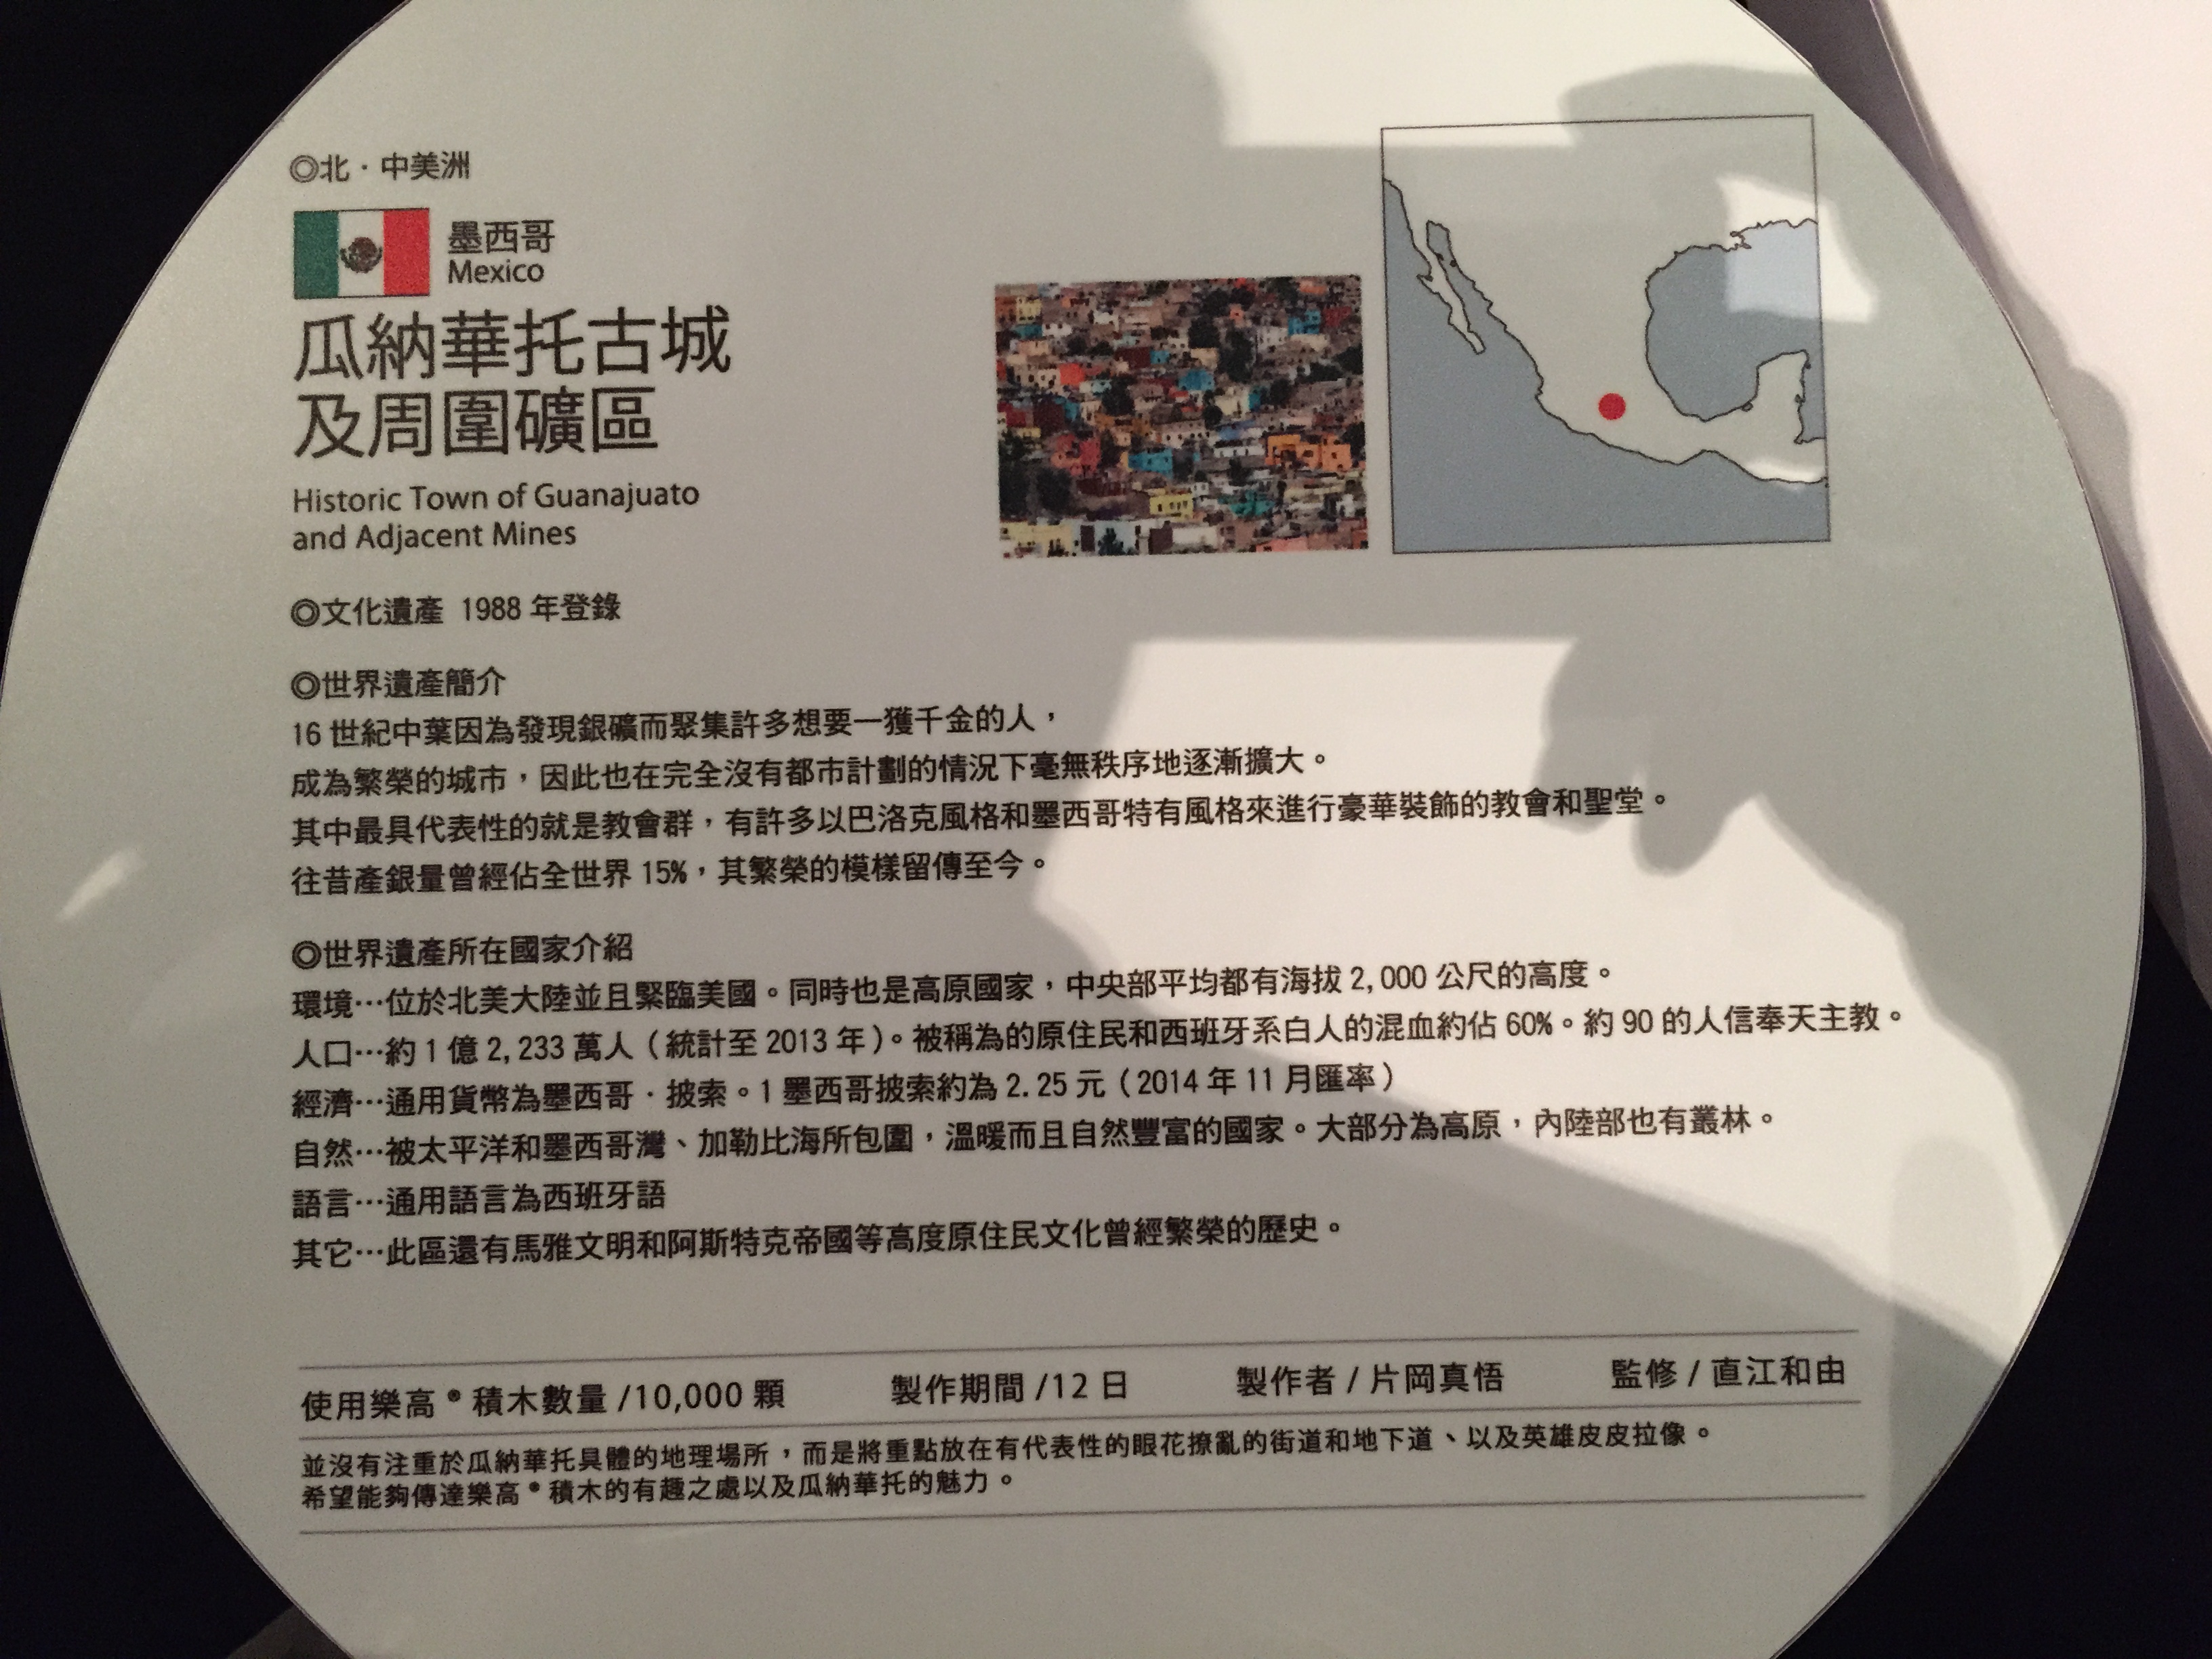 ◎北・中美洲
墨西哥
Mexico
瓜納華托古城
及周圍礦區
Historic Town of Guanajuato
and Adjacent Mines
◎文化遺產 1988 年登錄
◎世界遺產簡介
16 世紀中葉因為發現銀礦而聚集許多想要一獲千金的人，
成為繁榮的城市，因此也在完全沒有都市計劃的情況下毫無秩序地逐漸擴大。
其中最具代表性的就是教會群，有許多以巴洛克風格和墨西哥特有風格來進行豪華裝飾的教會和聖堂。
往昔產銀量曾經佔全世界 15%，其繁榮的模樣留傳至今。
◎世界遺產所在國家介紹
環境…位於北美大陸並且緊臨美國。同時也是高原國家，中央部平均都有海拔 2,000 公尺的高度。
人口…約 1 億 2,233 萬人（統計至 2013 年）。被稱為的原住民和西班牙系白人的混血約佔 60%。約 90 的人信奉天主教。
經濟…通用貨幣為墨西哥・披索。1 墨西哥披索約為 2.25 元（2014 年 11 月匯率）
自然…被太平洋和墨西哥灣、加勒比海所包圍，溫暖而且自然豐富的國家。大部分為高原，內陸部也有叢林。
語言…通用語言為西班牙語
其它…此區還有馬雅文明和阿斯特克帝國等高度原住民文化曾經繁榮的歷史。
使用樂高®積木數量 /10,000 顆 製作期間 /12 日 製作者 / 片岡真悟 監修 / 直江和由
並沒有注重於瓜納華托具體的地理場所，而是將重點放在有代表性的眼花撩亂的街道和地下道、以及英雄皮皮拉像。
希望能夠傳達樂高®積木的有趣之處以及瓜納華托的魅力。